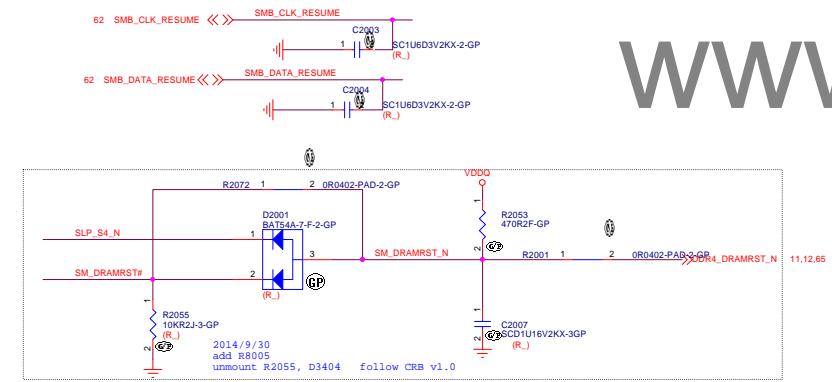 62 SMB_CLK_RESUME SMB_CLK_RESUME
C2003
1 SC1U6D3V2KX-2-GP
(R_)
62 SMB_DATA_RESUME SMB_DATA_RESUME
C2004
1 SC1U6D3V2KX-2-GP
(R_)
WWW
R2072 1 2 0R0402-PAD-2-GP
VDDQ
D2001
BAT54A-7-F-2-GP
1
R2053
470R2F-GP
2
G/P
SLP_S4_N 1
3 SM_DRAMRST_N
R2001 1 2 0R0402-PAD-2-GP
DDR4_DRAMRST_N 11,12,65
SM_DRAMRST# 2
(R_)
GP
1
R2055
10KR2J-3-GP
(R_)
2
G/P
1
C2007
SCD1U16V2KX-3GP
(R_)
2
G/P
2014/9/30
add R8005
unmount R2055, D3404 follow CRB v1.0